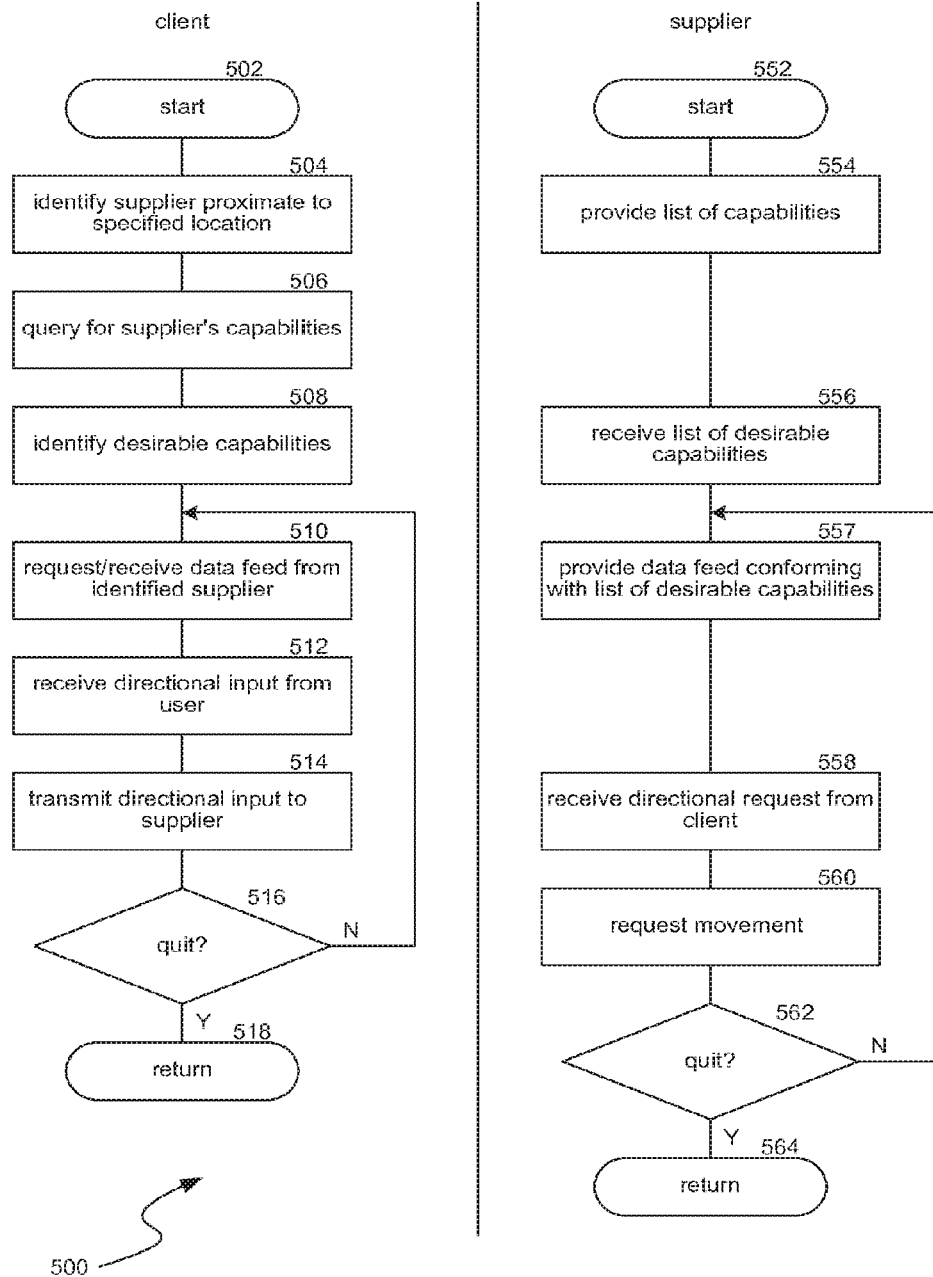 client
502
start
504
identify supplier proximate to
specified location
506
query for supplier's capabilities
508
identify desirable capabilities
510
request/receive data feed from
identified supplier
512
receive directional input from
user
514
transmit directional input to
supplier
516
quit?
N
Y
518
return
500
supplier
552
start
554
provide list of capabilities
556
receive list of desirable
capabilities
557
provide data feed conforming
with list of desirable capabilities
558
receive directional request from
client
560
request movement
562
quit?
N
Y
564
return